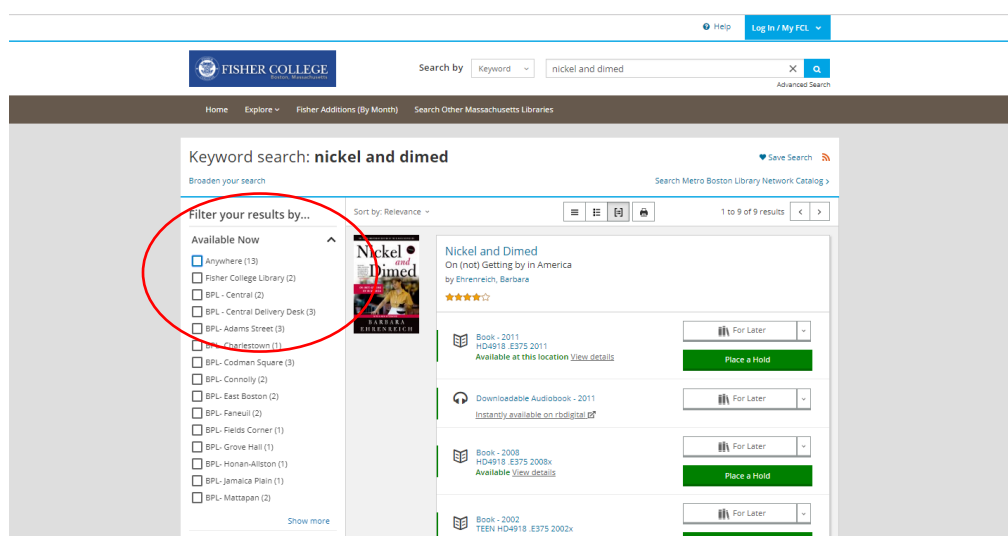 Help
Log In / My FCL
FISHER COLLEGE
Boston, Massachusetts
Search by
Keyword
nickel and dimed
Advanced Search
Home
Explore
Fisher Additions (By Month)
Search Other Massachusetts Libraries
Keyword search: nickel and dimed
Save Search
Broaden your search
Search Metro Boston Library Network Catalog >
Filter your results by...
Available Now
Anywhere (13)
Fisher College Library (2)
BPL - Central (2)
BPL - Central Delivery Desk (3)
BPL- Adams Street (3)
BPL- Charlestown (1)
BPL- Codman Square (3)
BPL- Connolly (2)
BPL- East Boston (2)
BPL- Faneuil (2)
BPL- Fields Corner (1)
BPL- Grove Hall (1)
BPL- Honan-Allston (1)
BPL- Jamaica Plain (1)
BPL- Mattapan (2)
Show more
Sort by: Relevance
1 to 9 of 9 results
Nickel
and
Dimed
BARBARA
EHRENREICH
Nickel and Dimed
On (not) Getting by in America
by Ehrenreich, Barbara
Book - 2011
HD4918 .E375 2011
Available at this location View details
For Later
Place a Hold
Downloadable Audiobook - 2011
Instantly available on rbdigital
For Later
Book - 2008
HD4918 .E375 2008x
Available View details
For Later
Place a Hold
Book - 2002
TEEN HD4918 .E375 2002x
For Later